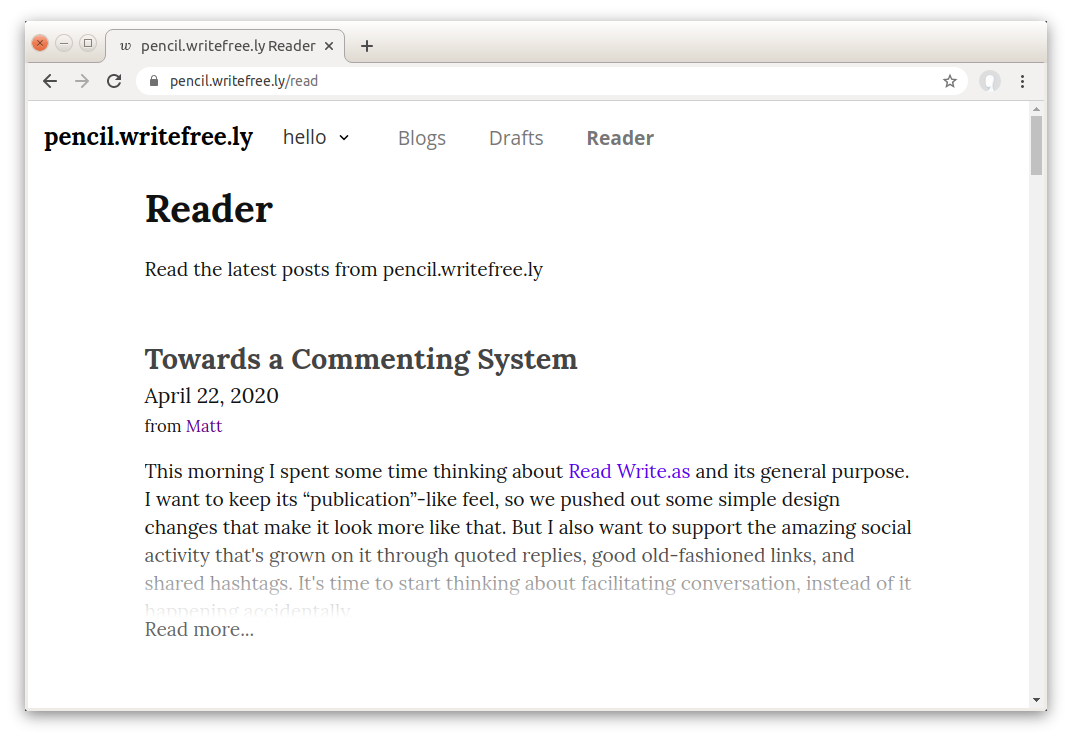 w pencil.writefree.ly Reader
pencil.writefree.ly/read
pencil.writefree.ly hello Blogs Drafts Reader
Reader
Read the latest posts from pencil.writefree.ly
Towards a Commenting System
April 22, 2020
from Matt
This morning I spent some time thinking about Read Write.as and its general purpose.
I want to keep its “publication”-like feel, so we pushed out some simple design
changes that make it look more like that. But I also want to support the amazing social
activity that's grown on it through quoted replies, good old-fashioned links, and
shared hashtags. It's time to start thinking about facilitating conversation, instead of it
happening accidentally
Read more...